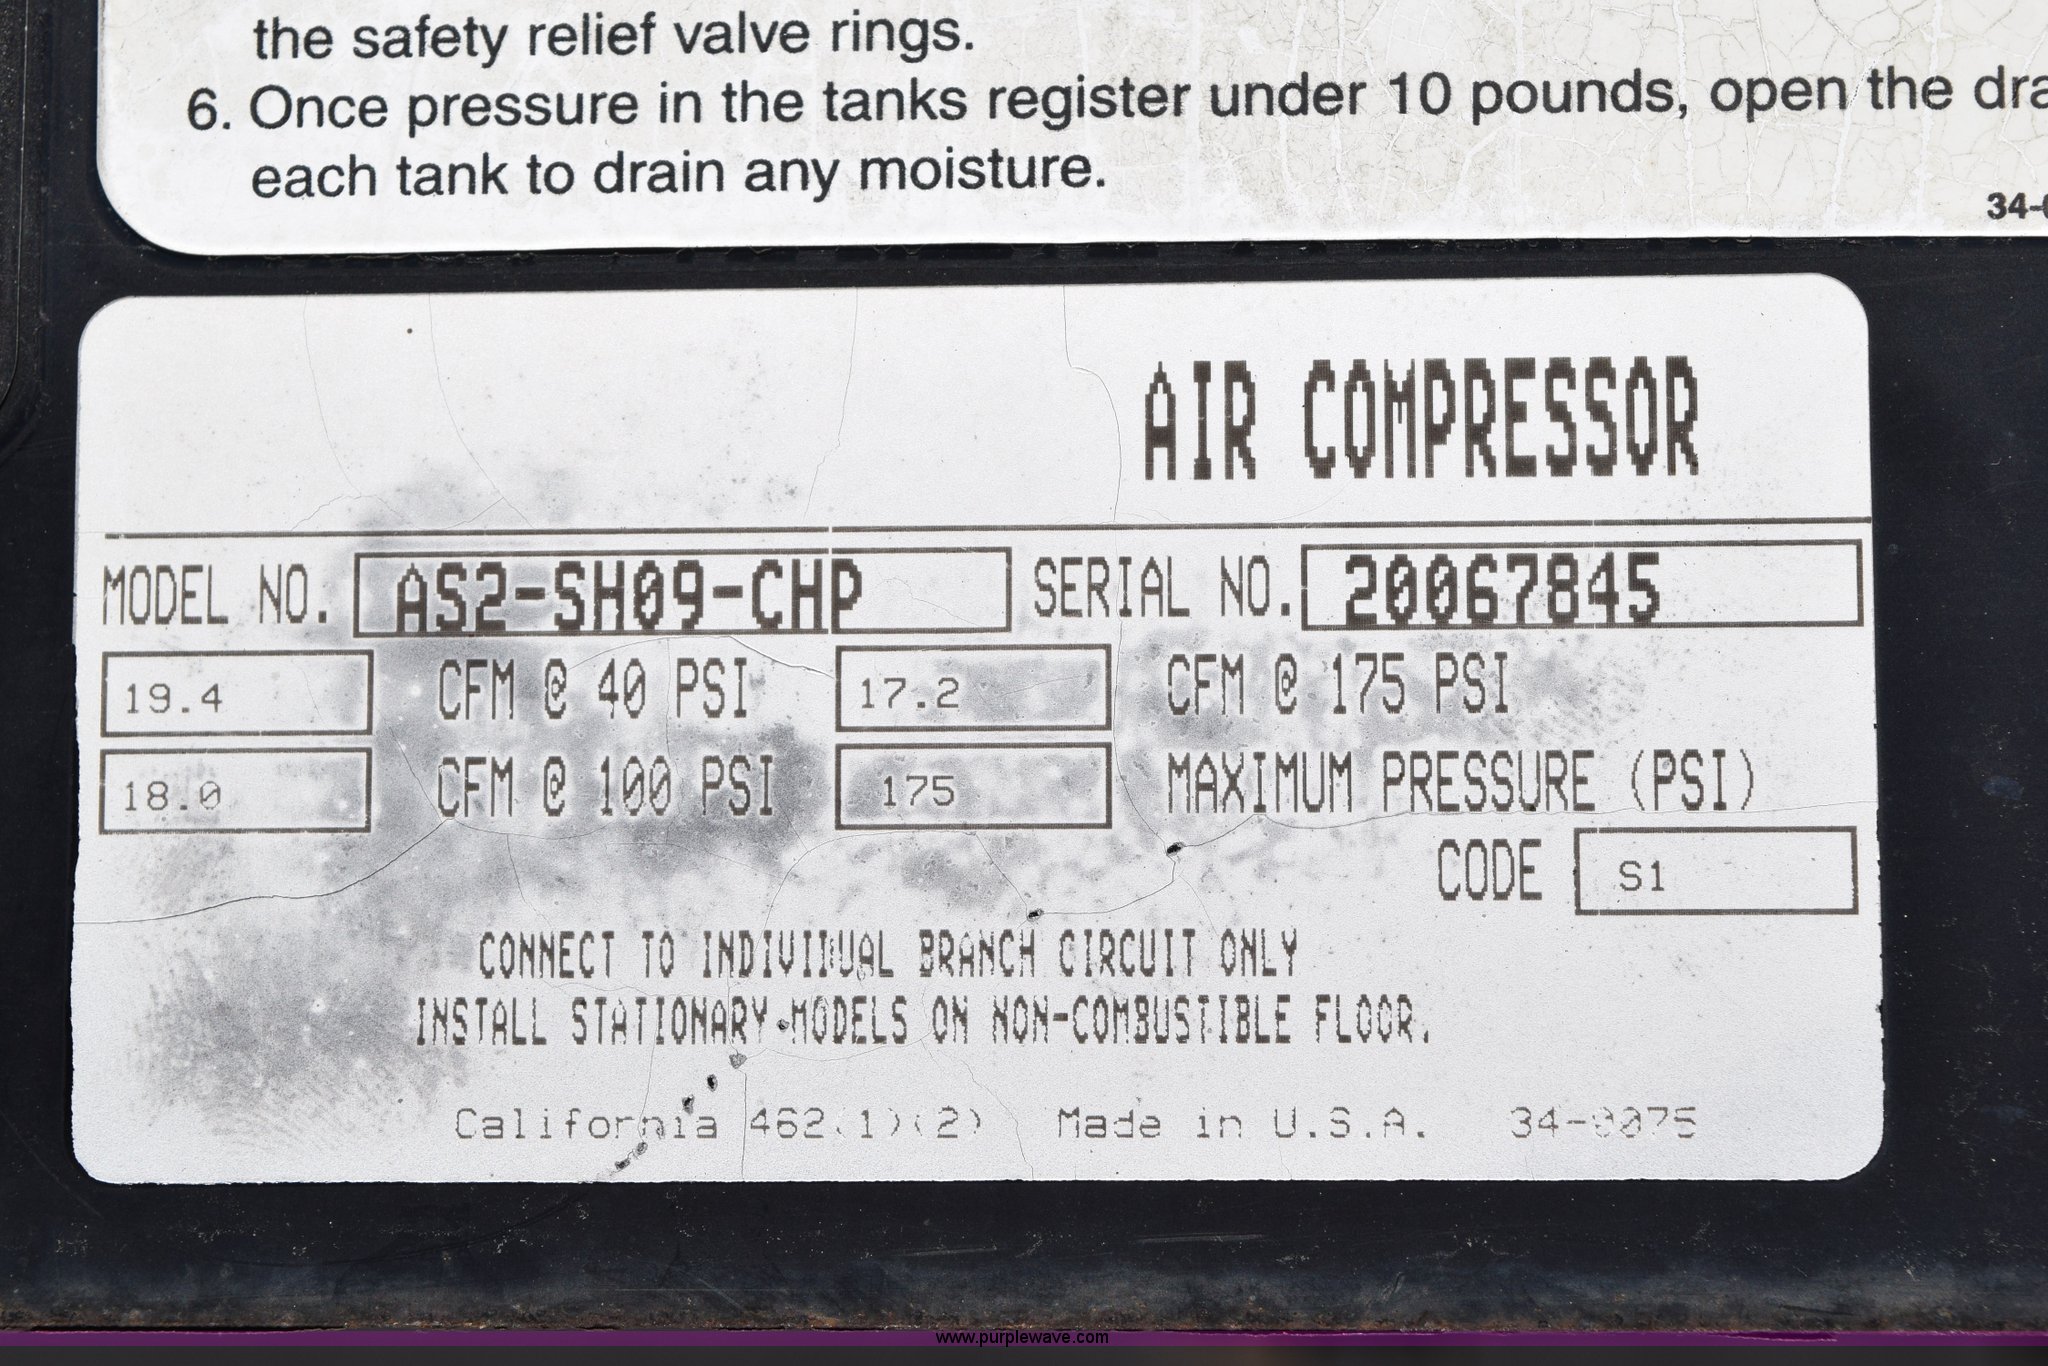 the safety relief valve rings.
6. Once pressure in the tanks register under 10 pounds, open the dra
each tank to drain any moisture.
34-0
AIR COMPRESSOR
MODEL NO. AS2-SH09-CHP SERIAL NO. 20067845
19.4 CFM @ 40 PSI 17.2 CFM @ 175 PSI
18.0 CFM @ 100 PSI 175 MAXIMUM PRESSURE (PSI)
CODE S1
CONNECT TO INDIVIDUAL BRANCH CIRCUIT ONLY
INSTALL STATIONARY MODELS ON NON-COMBUSTIBLE FLOOR.
California 462(1)(2) Made in U.S.A. 34-0075
www.purplewave.com